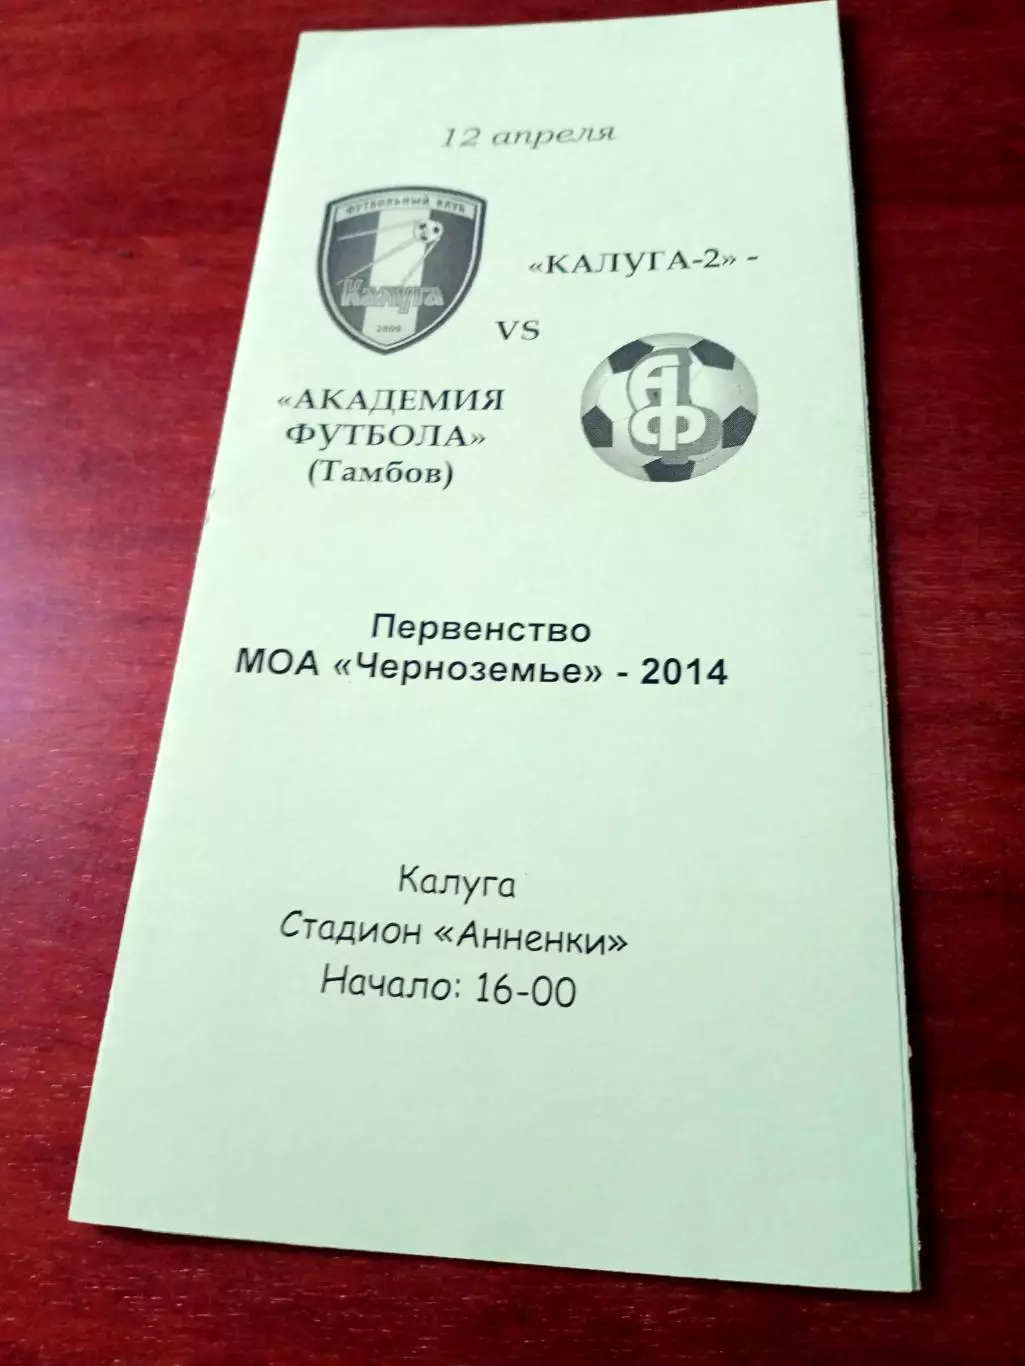 12 апреля
ФУТБОЛЬНЫЙ КЛУБ
Калуга
2000
«КАЛУГА-2» -
VS
АФ
«АКАДЕМИЯ
ФУТБОЛА»
(Тамбов)
Первенство
МОА «Черноземье» - 2014
Калуга
Стадион «Анненки»
Начало: 16-00